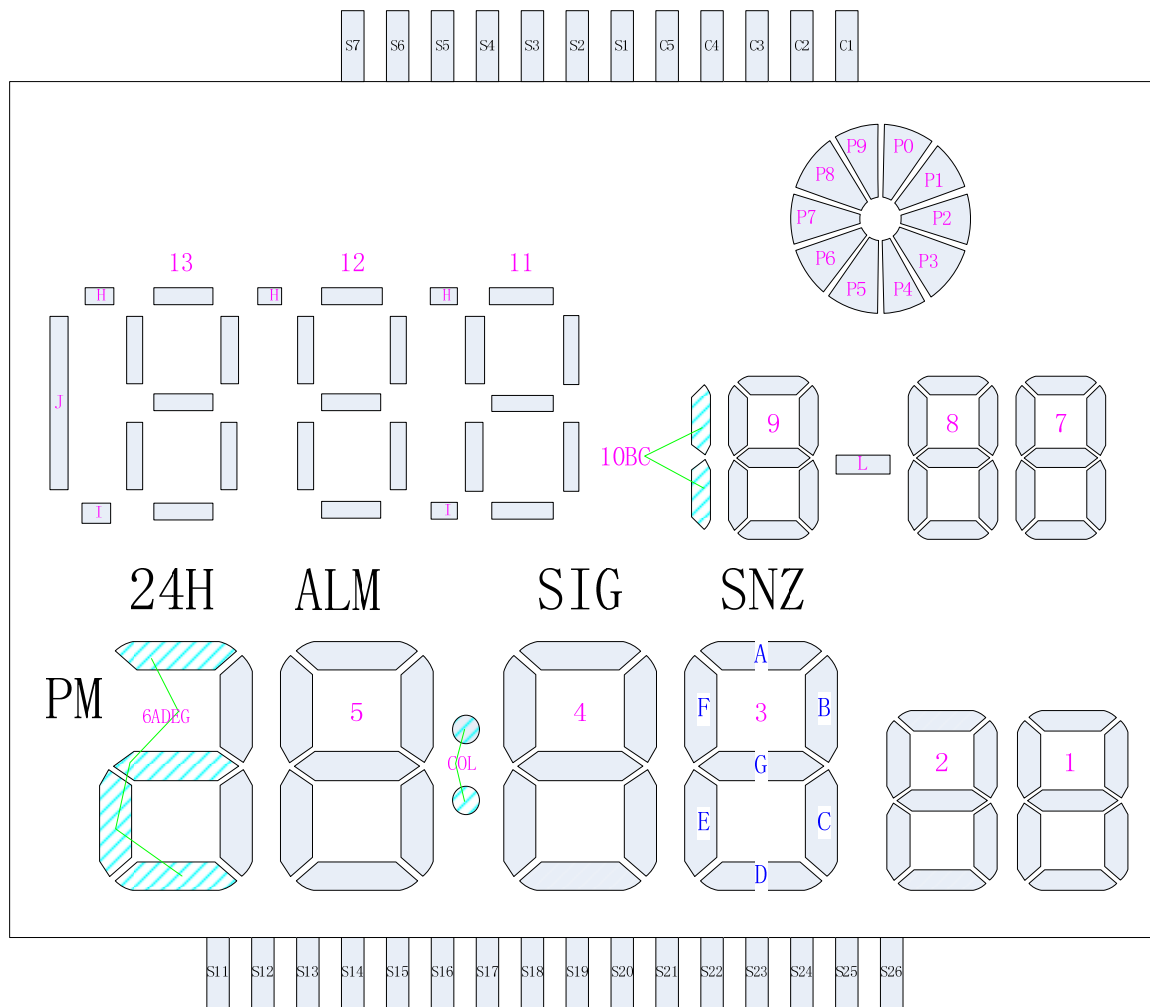 S7 S6 S5 S4 S3 S2 S1 C5 C4 C3 C2 C1
P9 P0
P8 P1
P7 P2
P6 P3
P5 P4
13 12 11
H H H
J
I I
10BC 9 L 8 7
24H ALM SIG SNZ
PM 6ADEG 5 COL 4 3 2 1
A
F B
G
E C
D
S11 S12 S13 S14 S15 S16 S17 S18 S19 S20 S21 S22 S23 S24 S25 S26